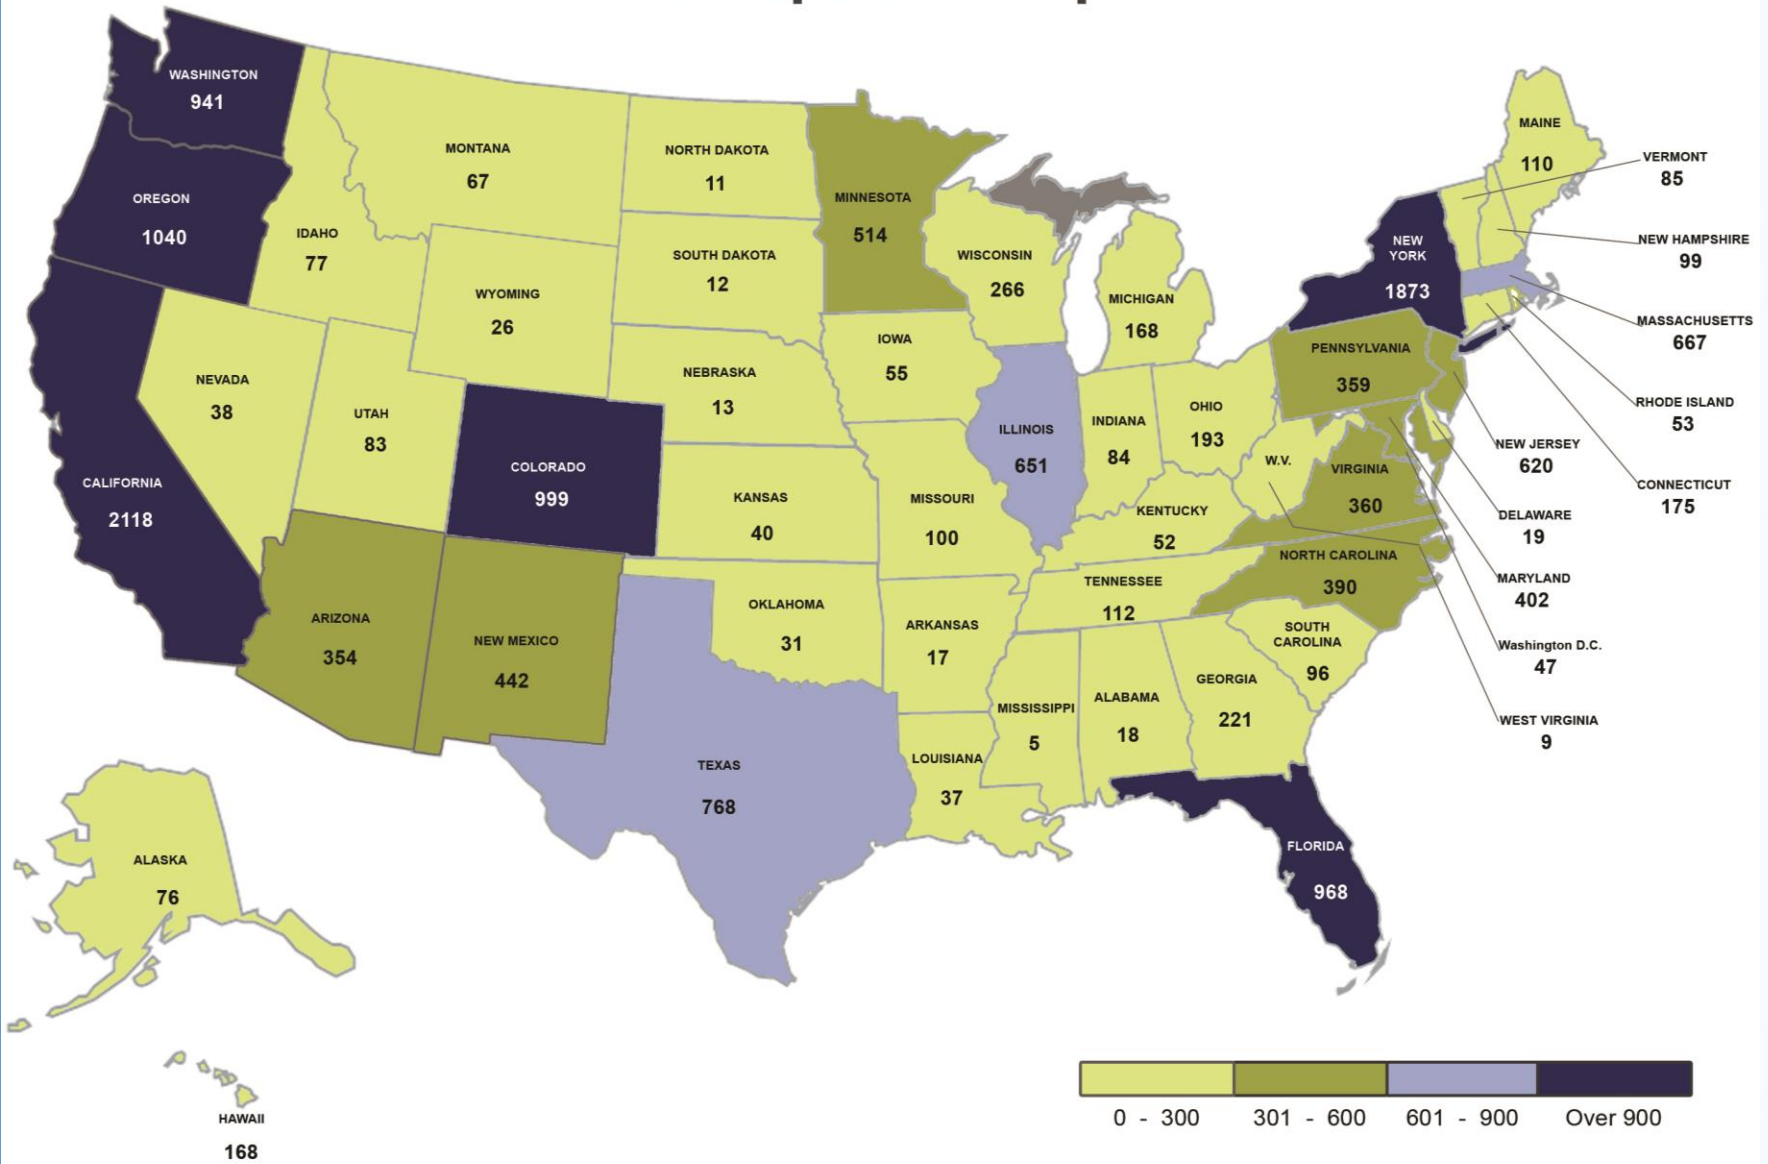 WASHINGTON
941
OREGON
1040
CALIFORNIA
2118
IDAHO
77
NEVADA
38
MONTANA
67
WYOMING
26
UTAH
83
COLORADO
999
ARIZONA
354
NEW MEXICO
442
NORTH DAKOTA
11
SOUTH DAKOTA
12
NEBRASKA
13
KANSAS
40
OKLAHOMA
31
TEXAS
768
MINNESOTA
514
IOWA
55
MISSOURI
100
ARKANSAS
17
LOUISIANA
37
WISCONSIN
266
ILLINOIS
651
MICHIGAN
168
INDIANA
84
OHIO
193
KENTUCKY
52
TENNESSEE
112
MISSISSIPPI
5
ALABAMA
18
GEORGIA
221
FLORIDA
968
SOUTH
CAROLINA
96
NORTH CAROLINA
390
VIRGINIA
360
W.V.
PENNSYLVANIA
359
NEW
YORK
1873
MAINE
110
VERMONT
85
NEW HAMPSHIRE
99
MASSACHUSETTS
667
RHODE ISLAND
53
CONNECTICUT
175
NEW JERSEY
620
DELAWARE
19
MARYLAND
402
Washington D.C.
47
WEST VIRGINIA
9
ALASKA
76
HAWAII
168
0 - 300
301 - 600
601 - 900
Over 900